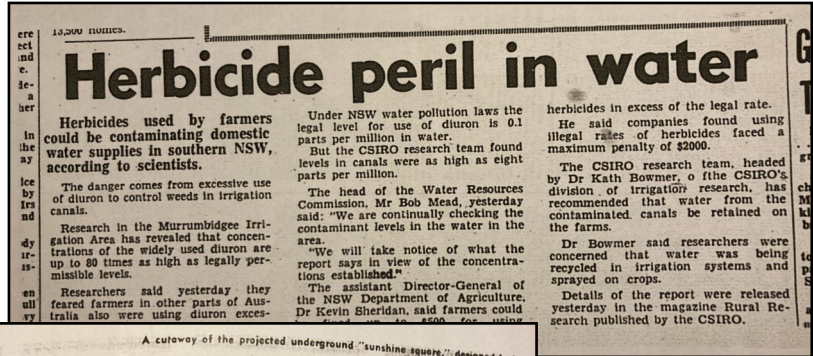 13,500 homes.
Herbicide peril in water
Herbicides used by farmers
could be contaminating domestic
water supplies in southern NSW,
according to scientists.
The danger comes from excessive use
of diuron to control weeds in irrigation
canals.
Research in the Murrumbidgee Irri-
gation Area has revealed that concen-
trations of the widely used diuron are
up to 80 times as high as legally per-
missible levels.
Researchers said yesterday they
feared farmers in other parts of Aus-
tralia also were using diuron exces-
Under NSW water pollution laws the
legal level for use of diuron is 0.1
parts per million in water.
But the CSIRO research team found
levels in canals were as high as eight
parts per million.
The head of the Water Resources
Commission, Mr Bob Mead, yesterday
said: "We are continually checking the
contaminant levels in the water in the
area.
"We will take notice of what the
report says in view of the concentra-
tions established."
The assistant Director-General of
the NSW Department of Agriculture,
Dr Kevin Sheridan, said farmers could
be fined up to $500 for using
herbicides in excess of the legal rate.
He said companies found using
illegal rates of herbicides faced a
maximum penalty of $2000.
The CSIRO research team, headed
by Dr Kath Bowmer, o fthe CSIRO's
division of irrigation research, has
recommended that water from the
contaminated canals be retained on
the farms.
Dr Bowmer said researchers were
concerned that water was being
recycled in irrigation systems and
sprayed on crops.
Details of the report were released
yesterday in the magazine Rural Re-
search published by the CSIRO.
A cutaway of the projected underground "sunshine square," designed